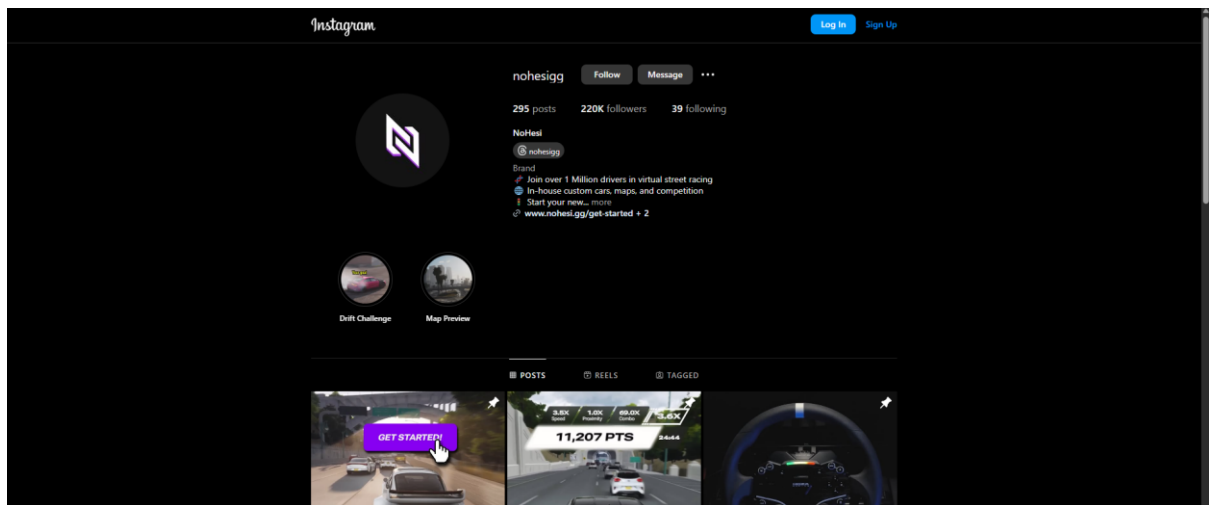 Instagram
Log In
Sign Up
nohesigg
Follow
Message
295 posts
220K followers
39 following
NoHesi
nohesigg
Brand
Join over 1 Million drivers in virtual street racing
In-house custom cars, maps, and competition
Start your new... more
www.nohesi.gg/get-started + 2
Drift Challenge
Map Preview
POSTS
REELS
TAGGED
GET STARTED!
3.5X
1.0X
69.0X
3.6X
Speed
Proximity
Combo
11,207 PTS
24:44